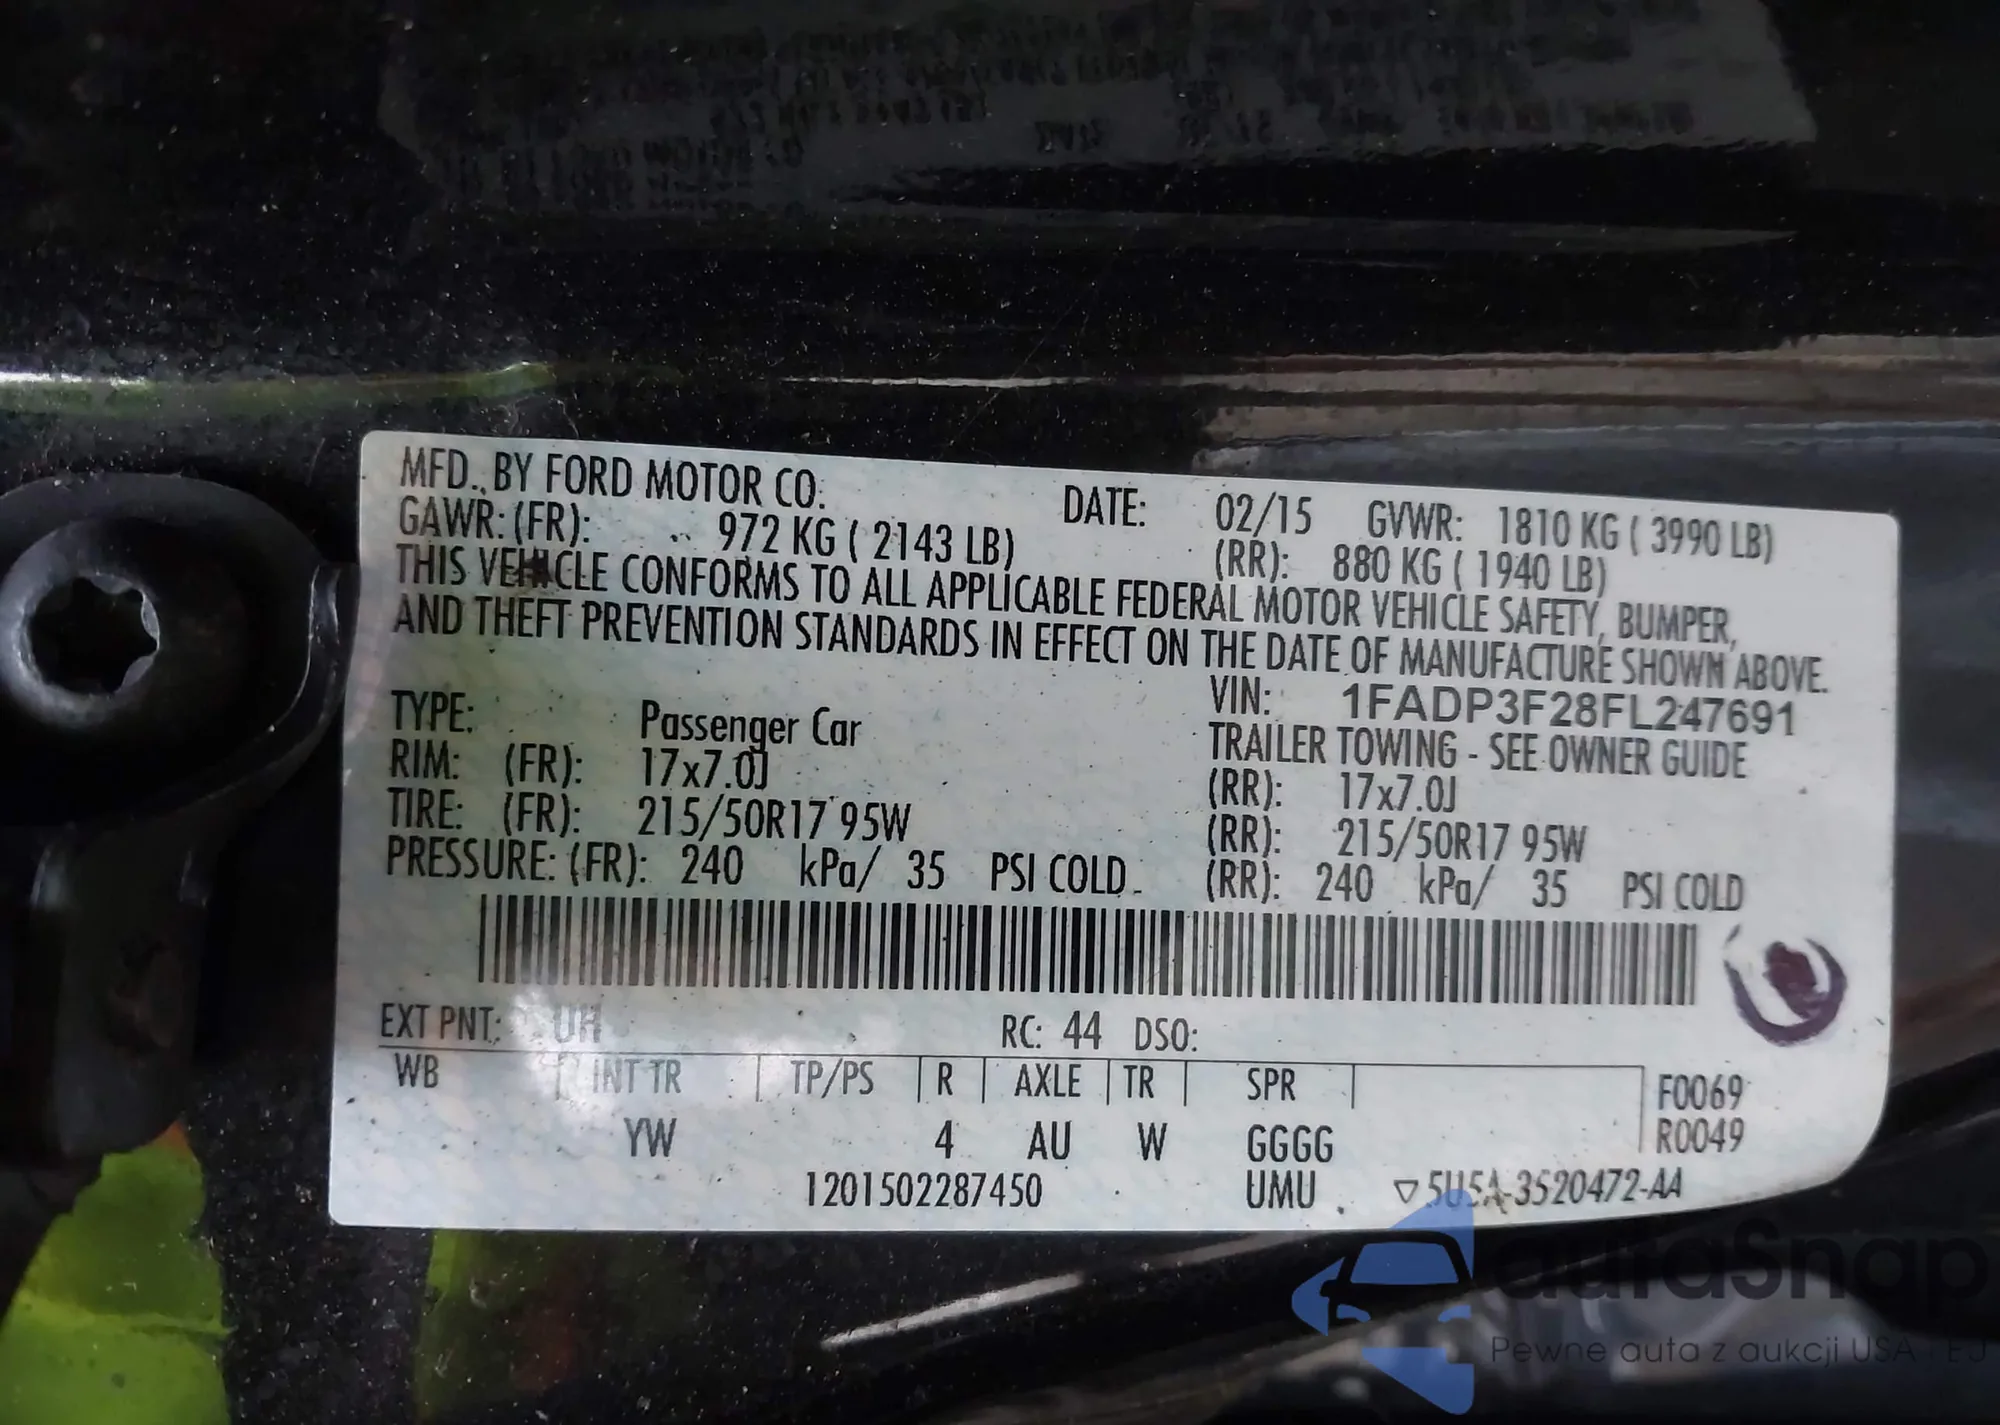 MFD. BY FORD MOTOR CO. DATE: 02/15 GVWR: 1810 KG ( 3990 LB)
GAWR: (FR): 972 KG ( 2143 LB) (RR): 880 KG ( 1940 LB)
THIS VEHICLE CONFORMS TO ALL APPLICABLE FEDERAL MOTOR VEHICLE SAFETY, BUMPER,
AND THEFT PREVENTION STANDARDS IN EFFECT ON THE DATE OF MANUFACTURE SHOWN ABOVE.
VIN: 1FADP3F28FL247691
TYPE: Passenger Car TRAILER TOWING - SEE OWNER GUIDE
RIM: (FR): 17x7.0J (RR): 17x7.0J
TIRE: (FR): 215/50R17 95W (RR): 215/50R17 95W
PRESSURE: (FR): 240 kPa/ 35 PSI COLD (RR): 240 kPa/ 35 PSI COLD
EXT PNT: UH RC: 44 DSO:
WB INT TR TP/PS R AXLE TR SPR F0069
YW 4 AU W GGGG R0049
1201502287450 UMU ▽5U5A-3520472-AA
autaSnap
Pewne auta z aukcji USA i EU